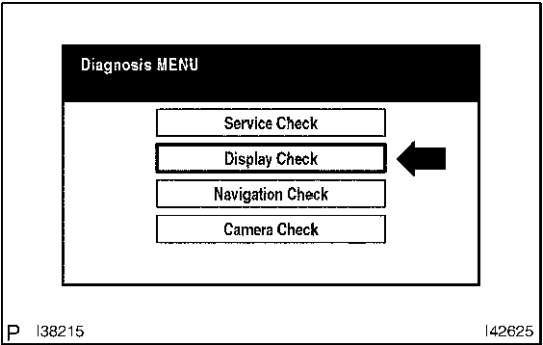 Diagnosis MENU
Service Check
Display Check
Navigation Check
Camera Check
P I38215 I42625